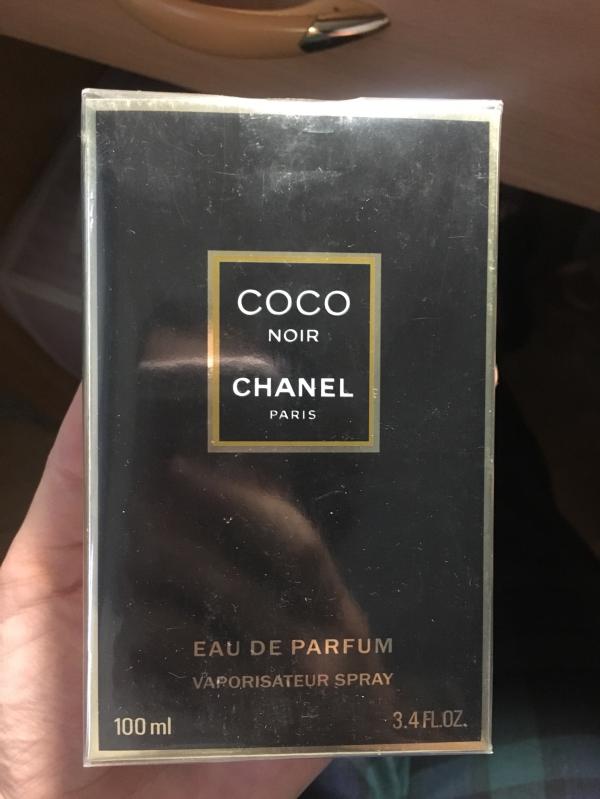 COCO
NOIR
CHANEL
PARIS
EAU DE PARFUM
VAPORISATEUR SPRAY
100 ml 3.4 FL.OZ.